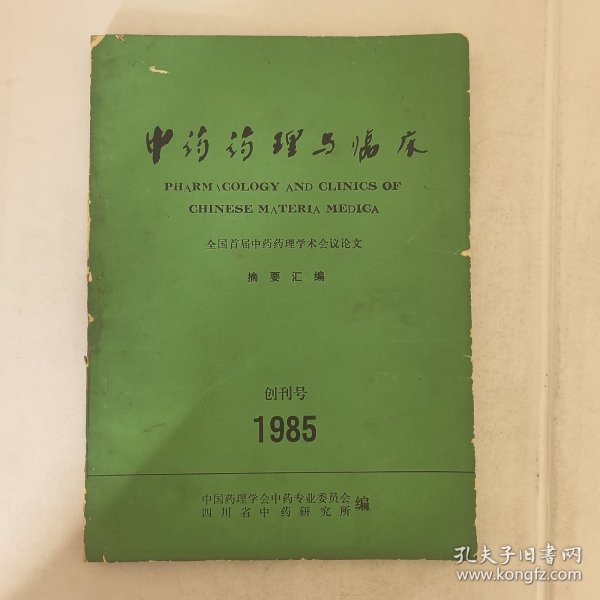 中药药理与临床
PHARMACOLOGY AND CLINICS OF
CHINESE MATERIA MEDICA
全国首届中药药理学术会议论文
摘要汇编
创刊号
1985
中国药理学会中药专业委员会
四川省中药研究所 编
孔夫子旧书网
www.kongfz.com